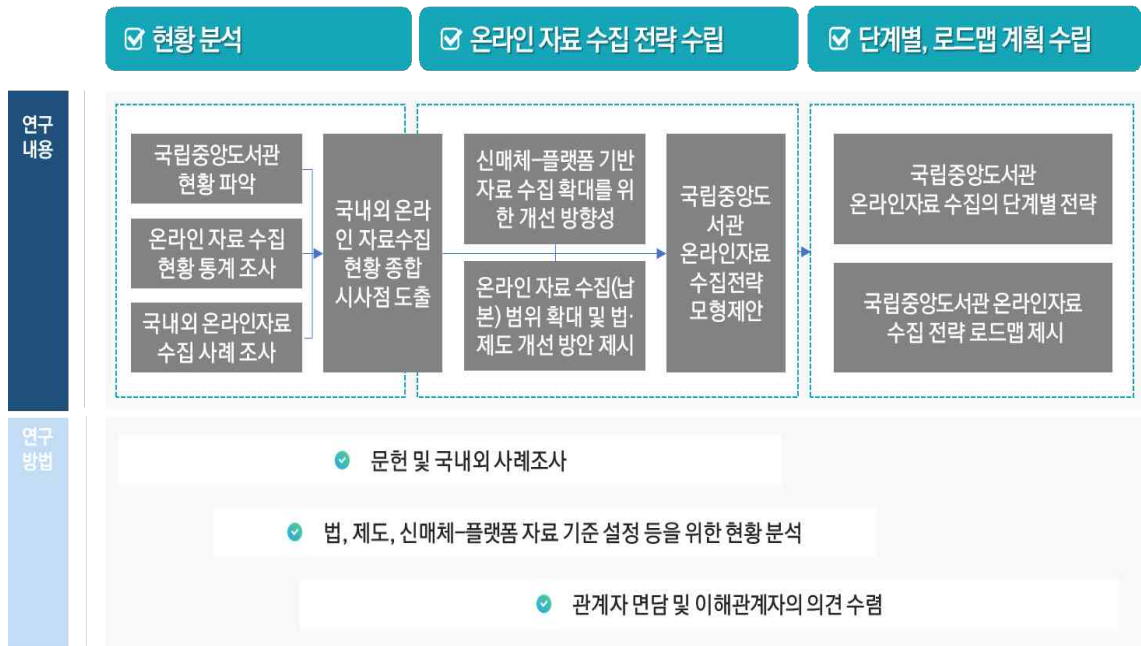 현황 분석
온라인 자료 수집 전략 수립
단계별, 로드맵 계획 수립
연구
내용
국립중앙도서관
현황 파악
온라인 자료 수집
현황 통계 조사
국내외 온라인자료
수집 사례 조사
국내외 온라
인 자료수집
현황 종합
시사점 도출
신매체-플랫폼 기반
자료 수집 확대를 위
한 개선 방향성
온라인 자료 수집(납
본) 범위 확대 및 법·
제도 개선 방안 제시
국립중앙도
서관
온라인자료
수집전략
모형제안
국립중앙도서관
온라인자료 수집의 단계별 전략
국립중앙도서관 온라인자료
수집 전략 로드맵 제시
연구
방법
문헌 및 국내외 사례조사
법, 제도, 신매체-플랫폼 자료 기준 설정 등을 위한 현황 분석
관계자 면담 및 이해관계자의 의견 수렴